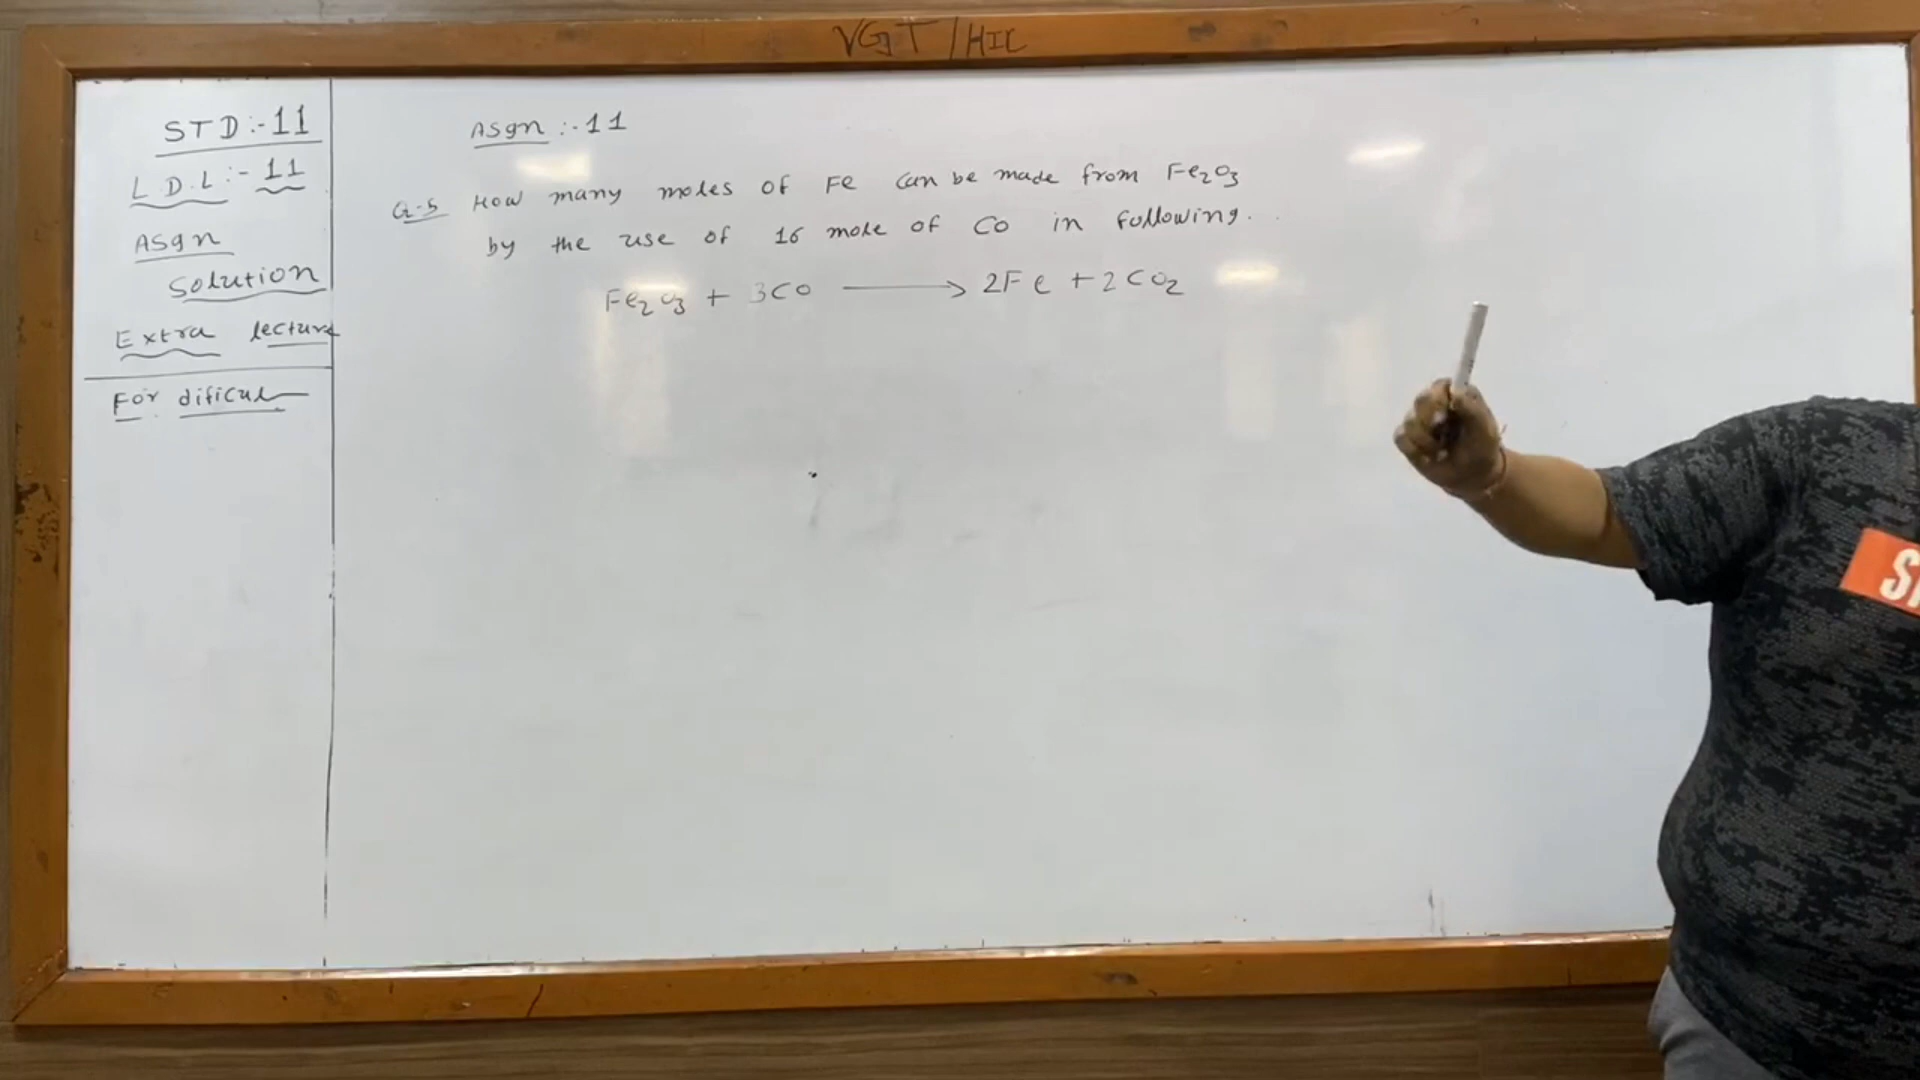 VGT/HIL
STD:-11
L.D.L:- 11
Asgn
Solution
Extra lecture
For dificul
Asgn :-11
Q-5 How many moles of Fe can be made from Fe₂O₃
by the use of 16 mole of Co in following.
Fe₂O₃ + 3CO ⟶ 2Fe + 2CO₂